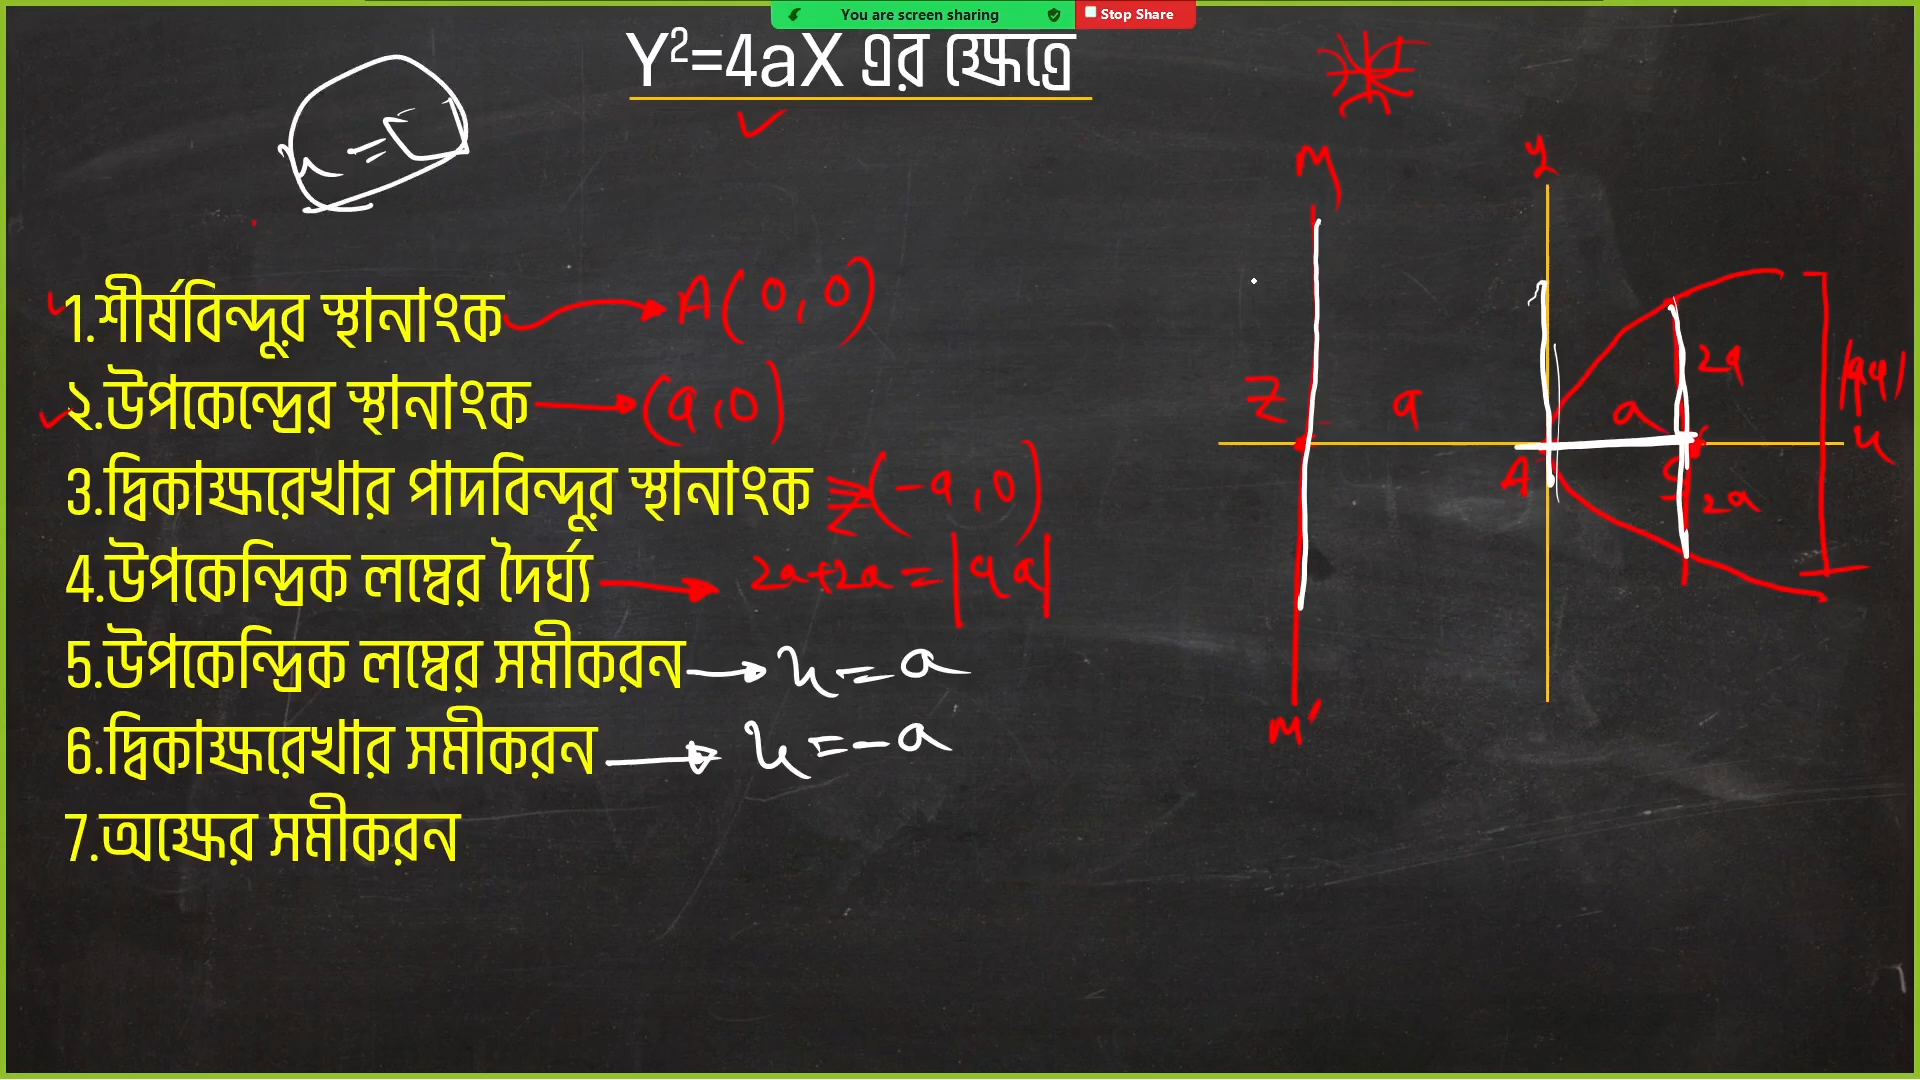 You are screen sharing Stop Share
Y²=4aX এর ক্ষেত্রে
1.শীর্ষবিন্দুর স্থানাংক A(0,0)
২.উপকেন্দ্রের স্থানাংক (a,0)
3.দ্বিকাক্ষরেখার পাদবিন্দুর স্থানাংক Z(-a,0)
4.উপকেন্দ্রিক লম্বের দৈর্ঘ্য 2a+2a=|4a|
5.উপকেন্দ্রিক লম্বের সমীকরন x=a
6.দ্বিকাক্ষরেখার সমীকরন x=-a
7.অক্ষের সমীকরন
M
y
Z
a
a
2a
|4a|
x
A
S
2a
M'